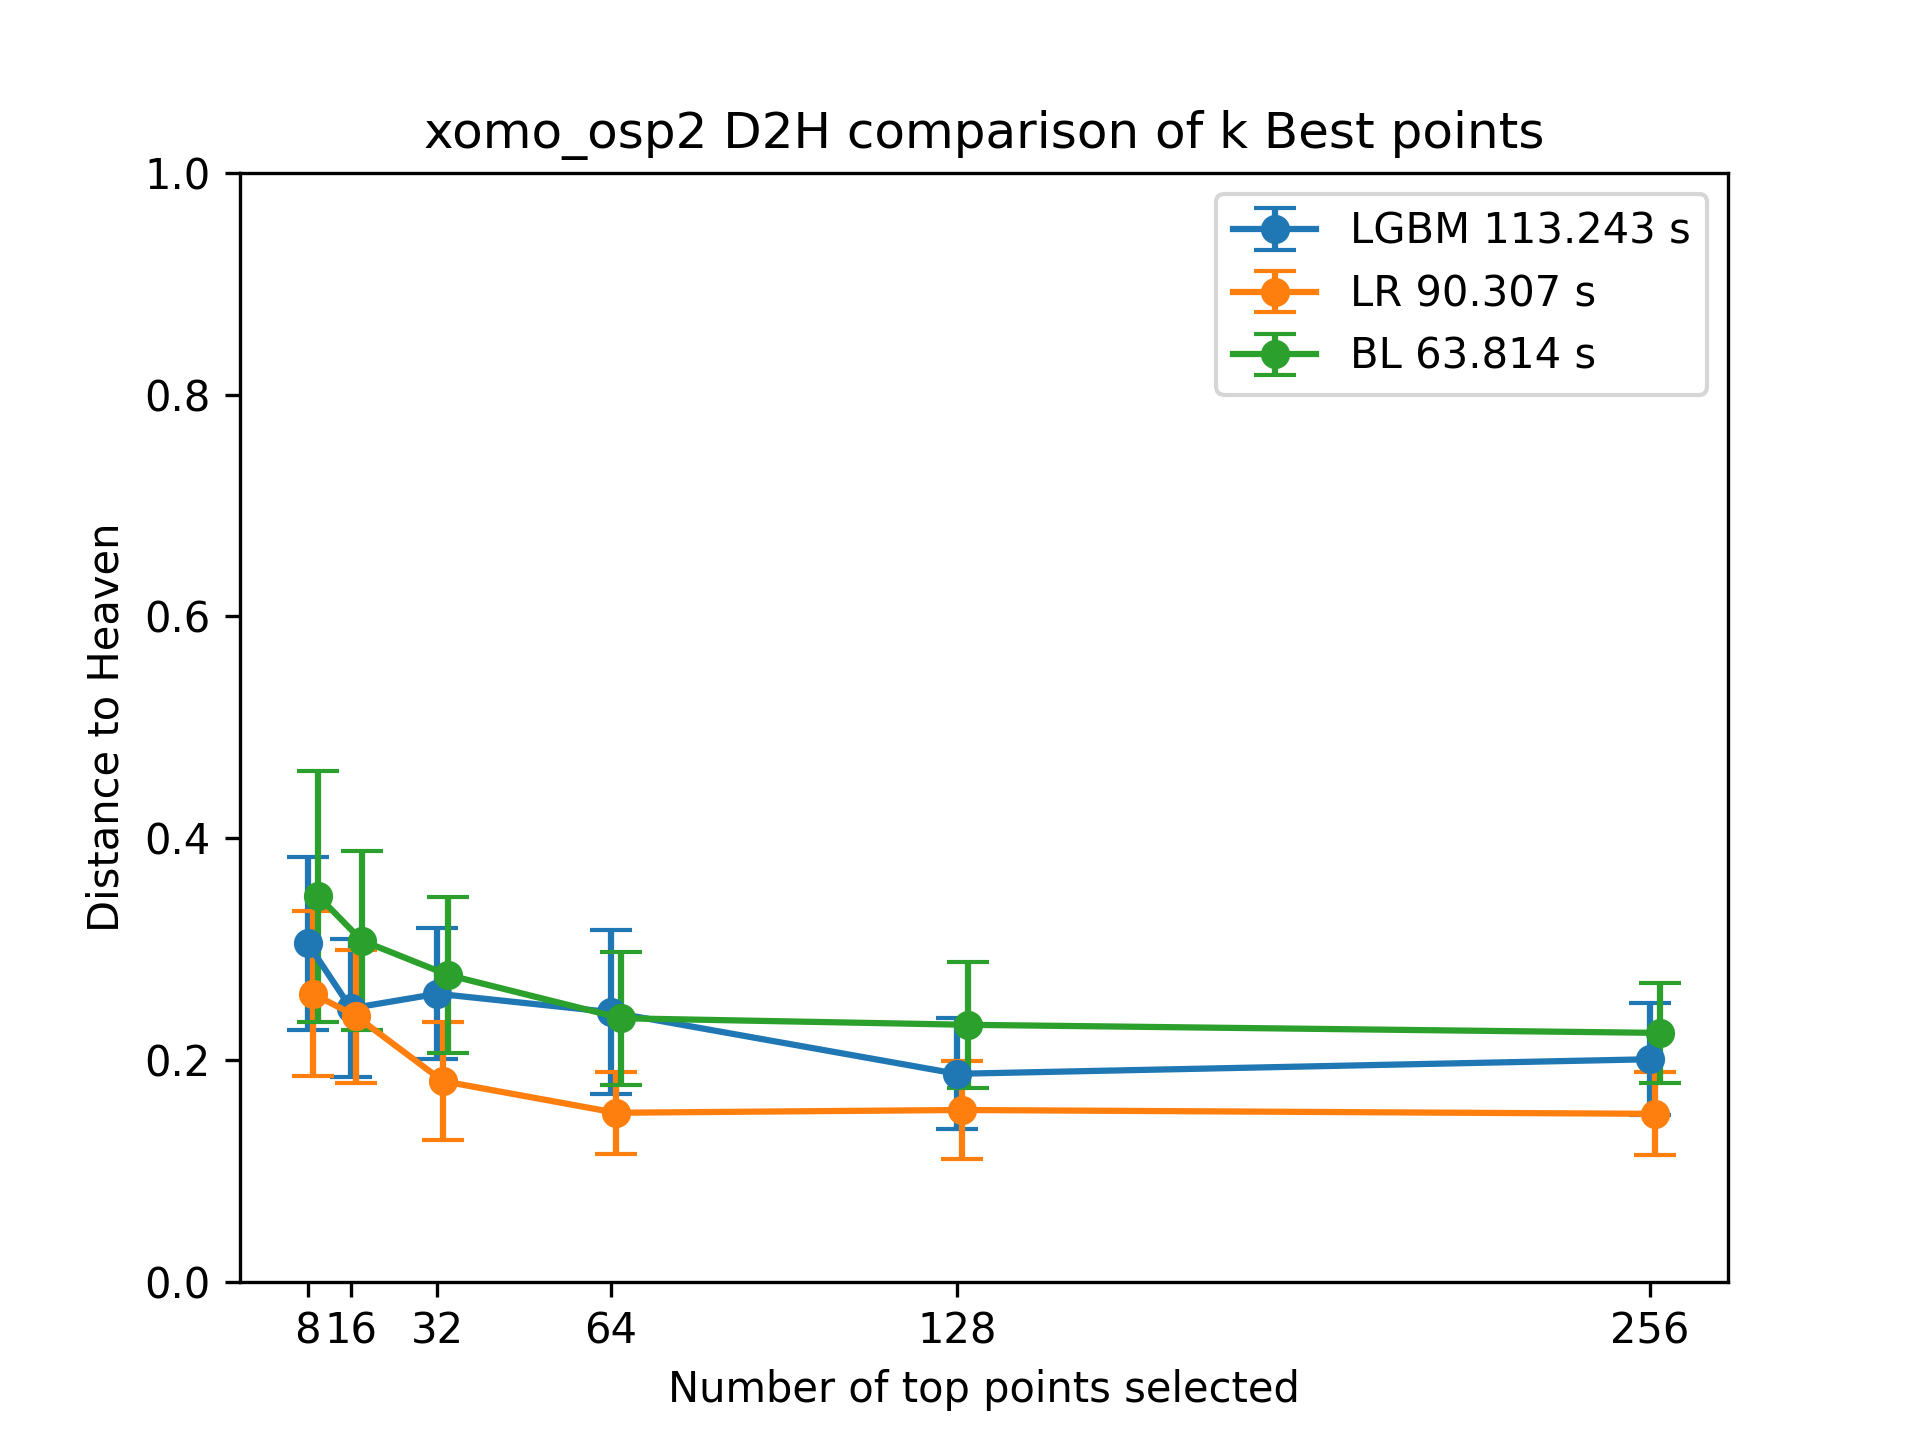 xomo_osp2 D2H comparison of k Best points
LGBM 113.243 s
LR 90.307 s
BL 63.814 s
1.0
0.8
0.6
0.4
0.2
0.0
Distance to Heaven
8 16 32 64 128 256
Number of top points selected